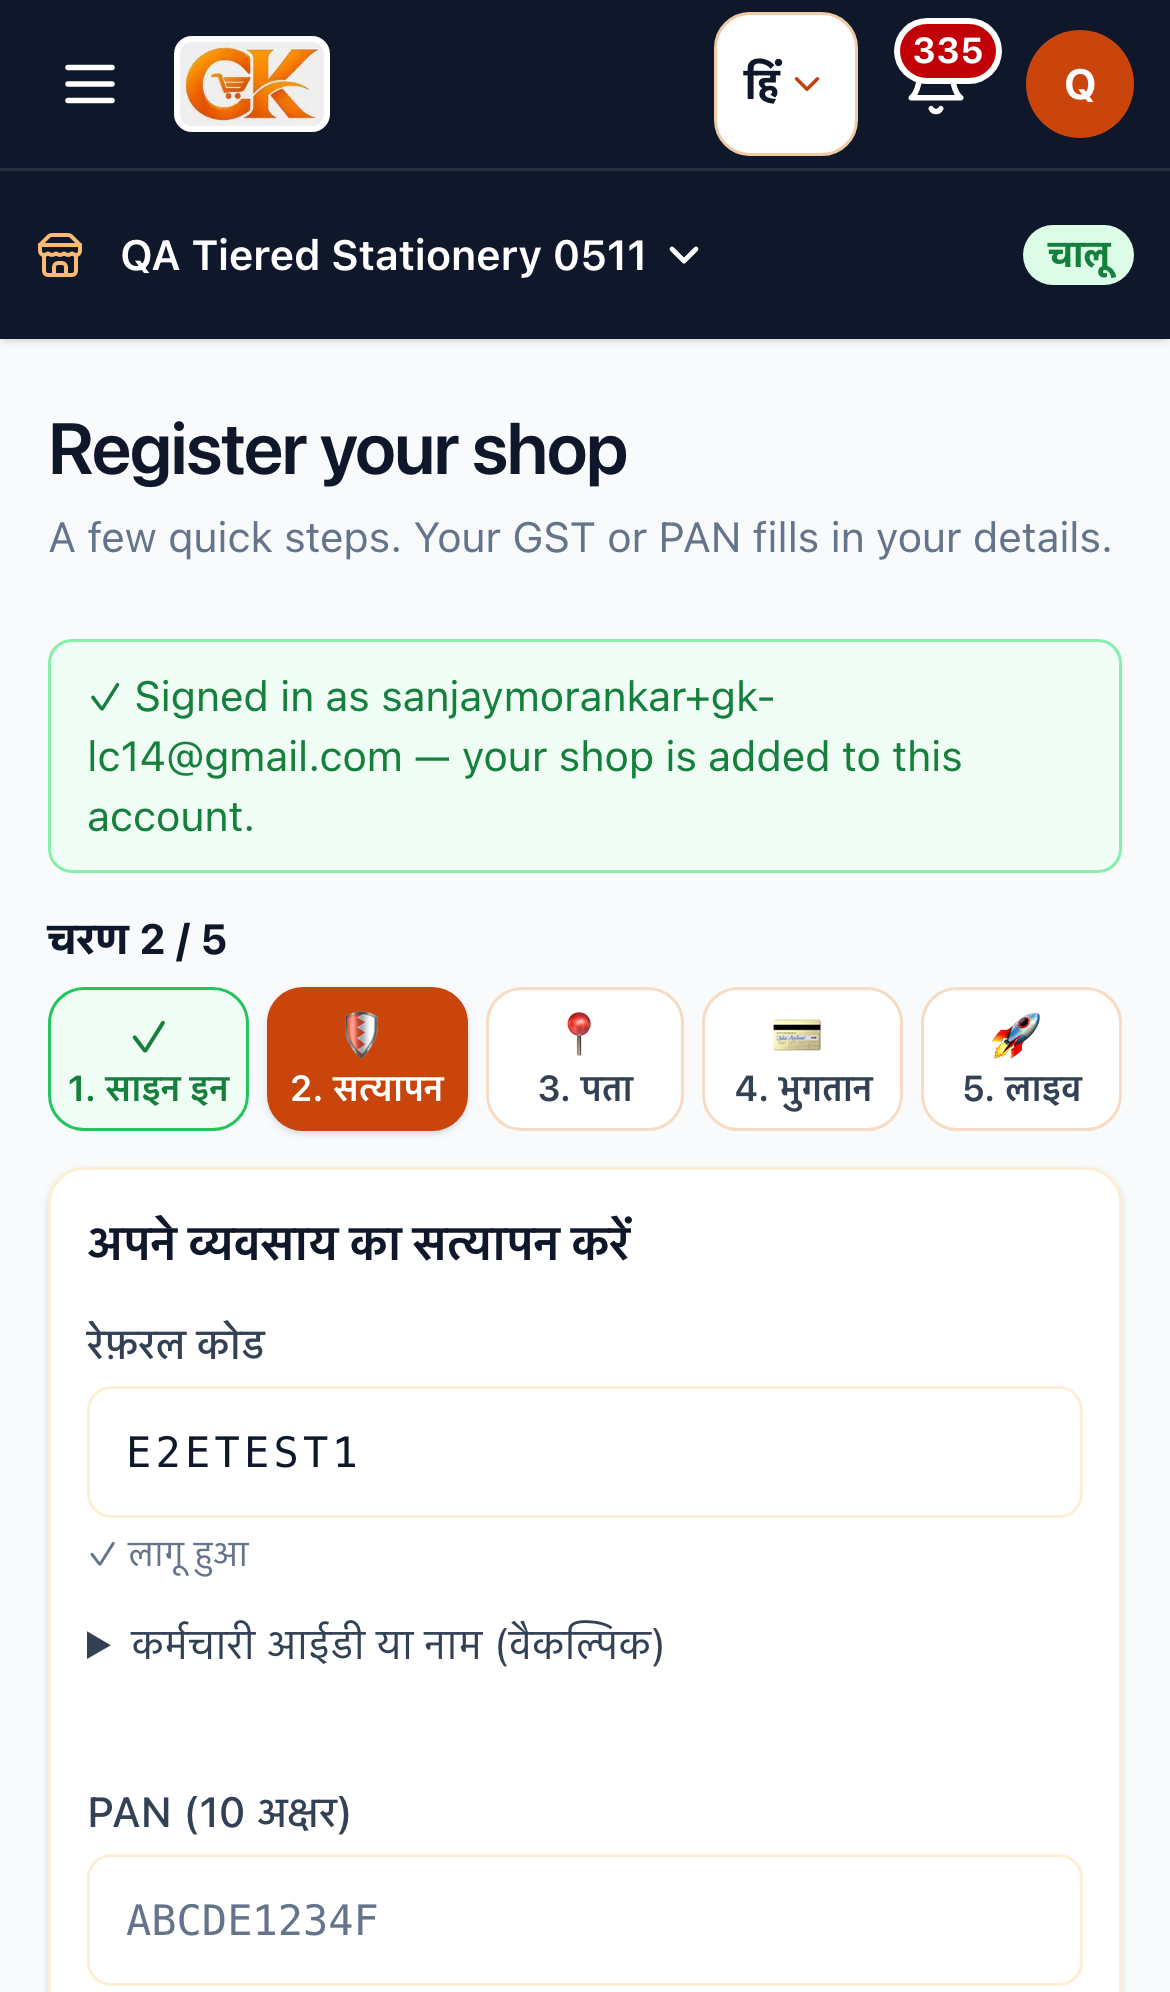 GK
हिं
335
Q
QA Tiered Stationery 0511
चालू
Register your shop
A few quick steps. Your GST or PAN fills in your details.
✓ Signed in as sanjaymorankar+gk-
lc14@gmail.com — your shop is added to this
account.
चरण 2 / 5
✓
1. साइन इन
2. सत्यापन
3. पता
4. भुगतान
5. लाइव
अपने व्यवसाय का सत्यापन करें
रेफ़रल कोड
E2ETEST1
✓ लागू हुआ
▶ कर्मचारी आईडी या नाम (वैकल्पिक)
PAN (10 अक्षर)
ABCDE1234F